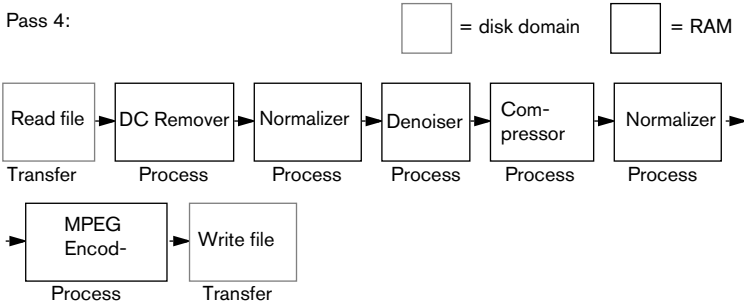 Pass 4:
= disk domain
= RAM
Read file
DC Remover
Normalizer
Denoiser
Com-
pressor
Normalizer
Transfer
Process
Process
Process
Process
Process
MPEG
Encod-
Write file
Process
Transfer